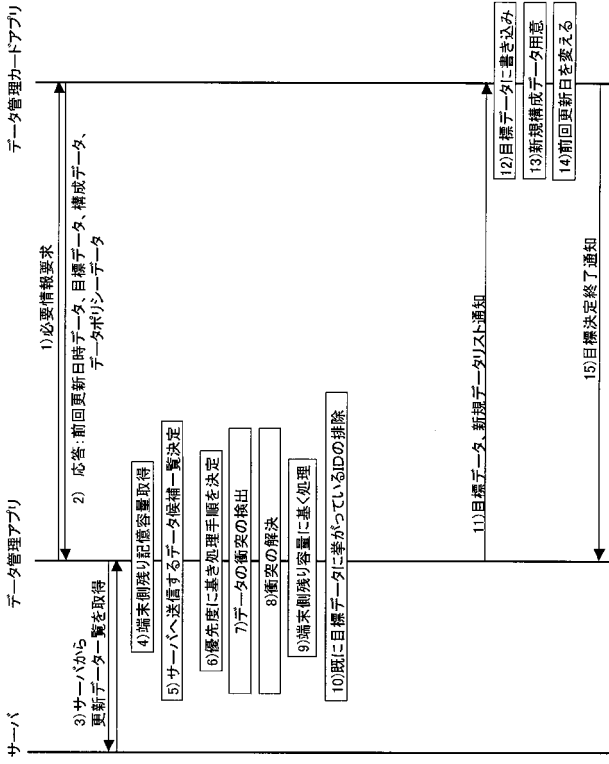 サーバ
データ管理アプリ
データ管理カードアプリ
1)必要情報要求
2) 応答:前回更新日時データ、目標データ、構成データ、
データポリシーデータ
3)サーバから
更新データ一覧を取得
4)端末側残り記憶容量取得
5)サーバへ送信するデータ候補一覧決定
6)優先度に基き処理手順を決定
7)データの衝突の検出
8)衝突の解決
9)端末側残り容量に基く処理
10)既に目標データに挙がっているIDの排除
11)目標データ、新規データリスト通知
12)目標データに書き込み
13)新規構成データ用意
14)前回更新日を変える
15)目標決定終了通知